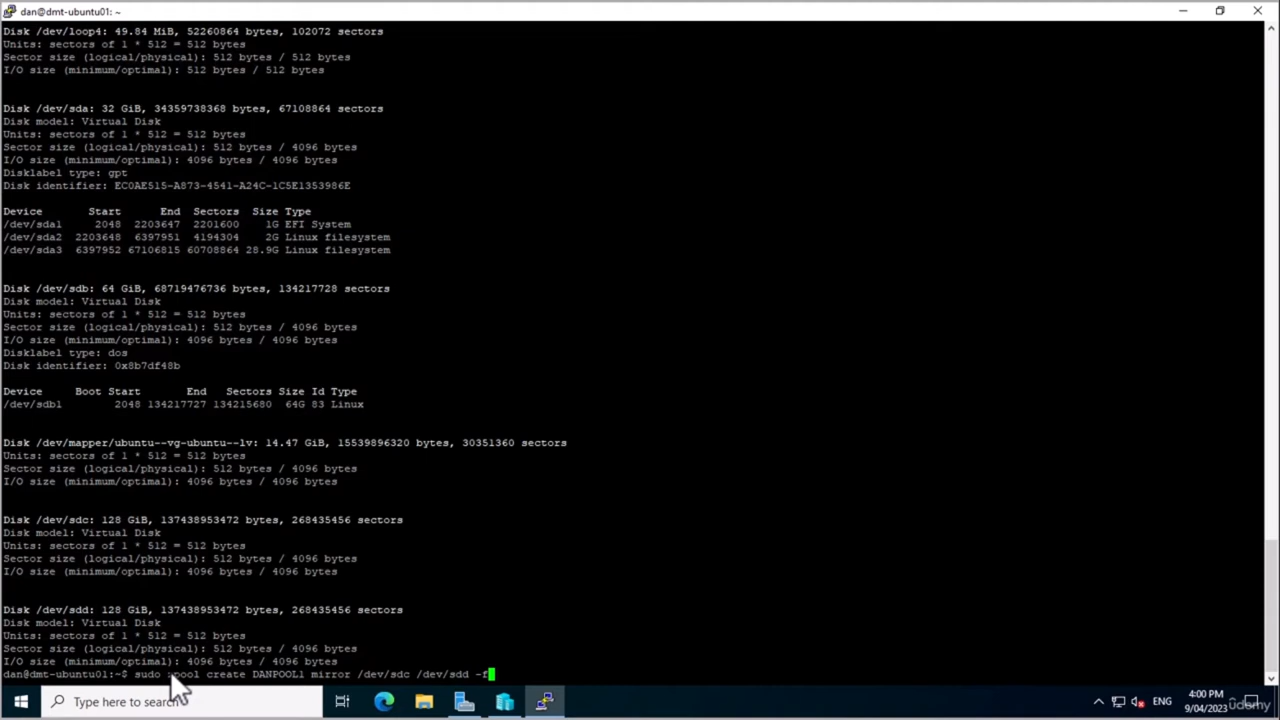 dan@dmt-ubuntu01: ~
Disk /dev/loop4: 49.84 MiB, 52260864 bytes, 102072 sectors
Units: sectors of 1 * 512 = 512 bytes
Sector size (logical/physical): 512 bytes / 512 bytes
I/O size (minimum/optimal): 512 bytes / 512 bytes
Disk /dev/sda: 32 GiB, 34359738368 bytes, 67108864 sectors
Disk model: Virtual Disk
Units: sectors of 1 * 512 = 512 bytes
Sector size (logical/physical): 512 bytes / 4096 bytes
I/O size (minimum/optimal): 4096 bytes / 4096 bytes
Disklabel type: gpt
Disk identifier: EC0AE515-A873-4541-A24C-1C5E1353986E
Device Start End Sectors Size Type
/dev/sda1 2048 2203647 2201600 1G EFI System
/dev/sda2 2203648 6397951 4194304 2G Linux filesystem
/dev/sda3 6397952 67106815 60708864 28.9G Linux filesystem
Disk /dev/sdb: 64 GiB, 68719476736 bytes, 134217728 sectors
Disk model: Virtual Disk
Units: sectors of 1 * 512 = 512 bytes
Sector size (logical/physical): 512 bytes / 4096 bytes
I/O size (minimum/optimal): 4096 bytes / 4096 bytes
Disklabel type: dos
Disk identifier: 0x8b7df48b
Device Boot Start End Sectors Size Id Type
/dev/sdb1 2048 134217727 134215680 64G 83 Linux
Disk /dev/mapper/ubuntu--vg-ubuntu--lv: 14.47 GiB, 15539896320 bytes, 30351360 sectors
Units: sectors of 1 * 512 = 512 bytes
Sector size (logical/physical): 512 bytes / 4096 bytes
I/O size (minimum/optimal): 4096 bytes / 4096 bytes
Disk /dev/sdc: 128 GiB, 137438953472 bytes, 268435456 sectors
Disk model: Virtual Disk
Units: sectors of 1 * 512 = 512 bytes
Sector size (logical/physical): 512 bytes / 4096 bytes
I/O size (minimum/optimal): 4096 bytes / 4096 bytes
Disk /dev/sdd: 128 GiB, 137438953472 bytes, 268435456 sectors
Disk model: Virtual Disk
Units: sectors of 1 * 512 = 512 bytes
Sector size (logical/physical): 512 bytes / 4096 bytes
I/O size (minimum/optimal): 4096 bytes / 4096 bytes
dan@dmt-ubuntu01:~$ sudo zpool create DANPOOL1 mirror /dev/sdc /dev/sdd -f
Type here to search
ENG
4:00 PM
9/04/2023
udemy